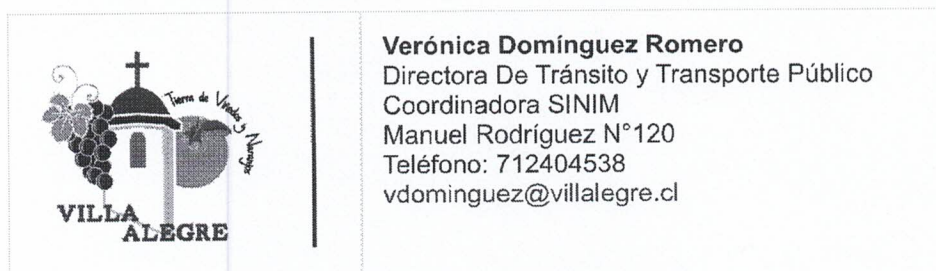 Tierra de Viñedos y Naranjos
VILLA
ALEGRE
Verónica Domínguez Romero
Directora De Tránsito y Transporte Público
Coordinadora SINIM
Manuel Rodríguez N°120
Teléfono: 712404538
vdominguez@villalegre.cl